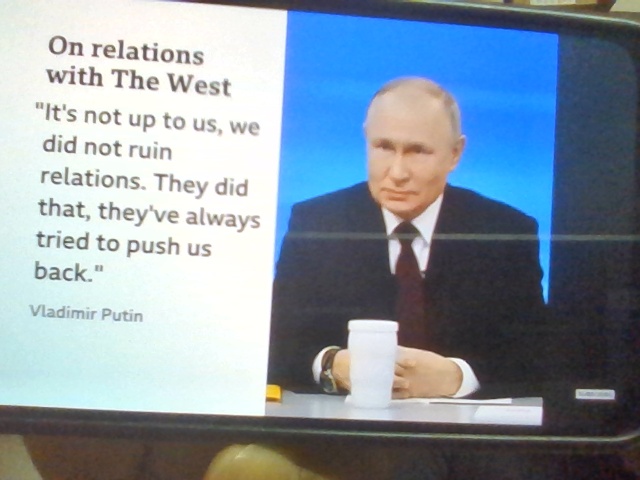 On relations
with The West
"It's not up to us, we
did not ruin
relations. They did
that, they've always
tried to push us
back."
Vladimir Putin